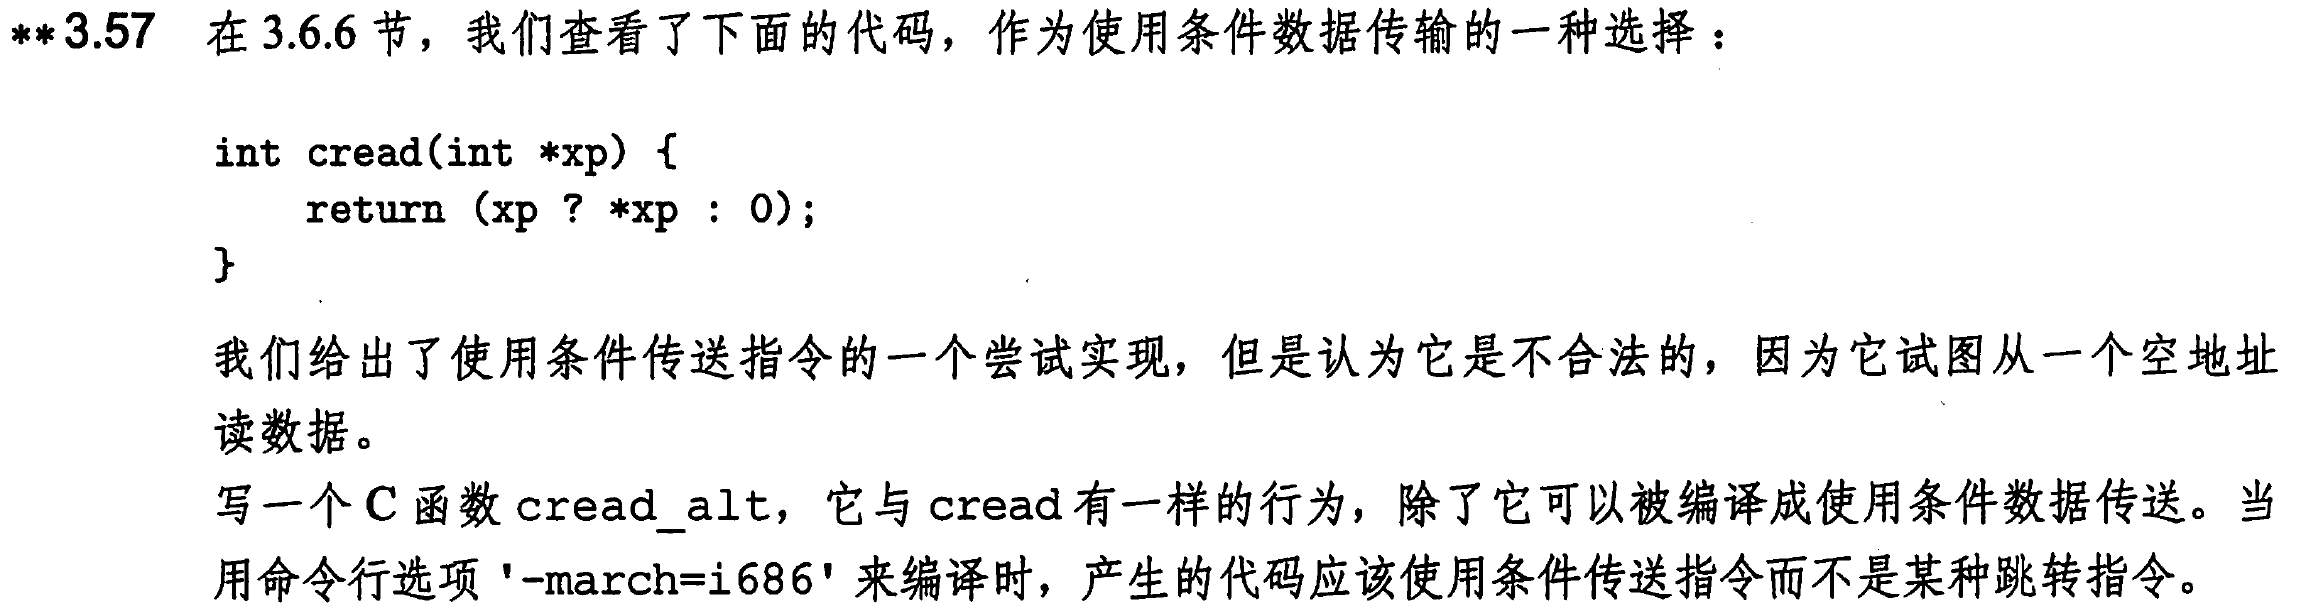 **3.57 在 3.6.6 节，我们查看了下面的代码，作为使用条件数据传输的一种选择：
int cread(int *xp) {
return (xp ? *xp : 0);
}
我们给出了使用条件传送指令的一个尝试实现，但是认为它是不合法的，因为它试图从一个空地址
读数据。
写一个 C 函数 cread_alt，它与 cread 有一样的行为，除了它可以被编译成使用条件数据传送。当
用命令行选项 '-march=i686' 来编译时，产生的代码应该使用条件传送指令而不是某种跳转指令。